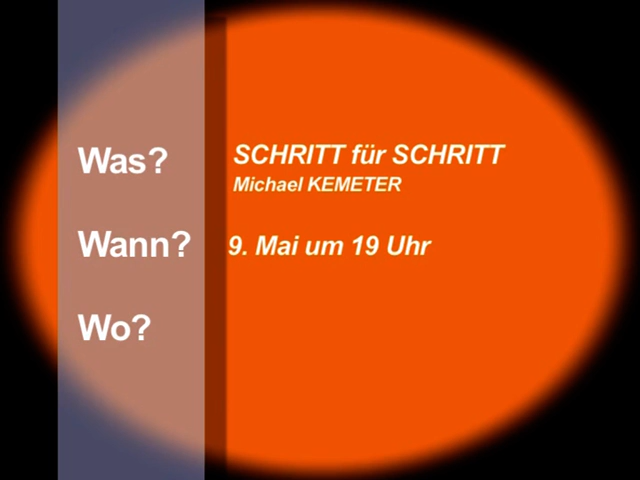 Was?
SCHRITT für SCHRITT
Michael KEMETER
Wann?
9. Mai um 19 Uhr
Wo?